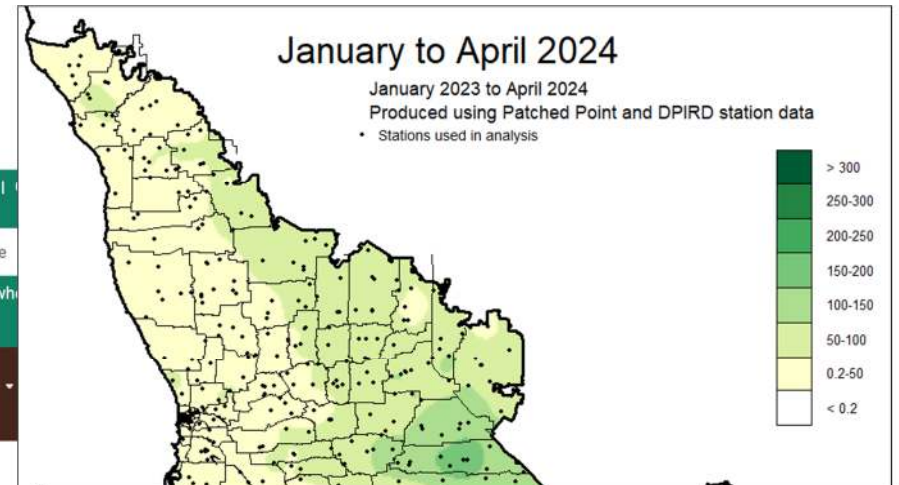 January to April 2024
January 2023 to April 2024
Produced using Patched Point and DPIRD station data
Stations used in analysis
> 300
250-300
200-250
150-200
100-150
50-100
0.2-50
< 0.2